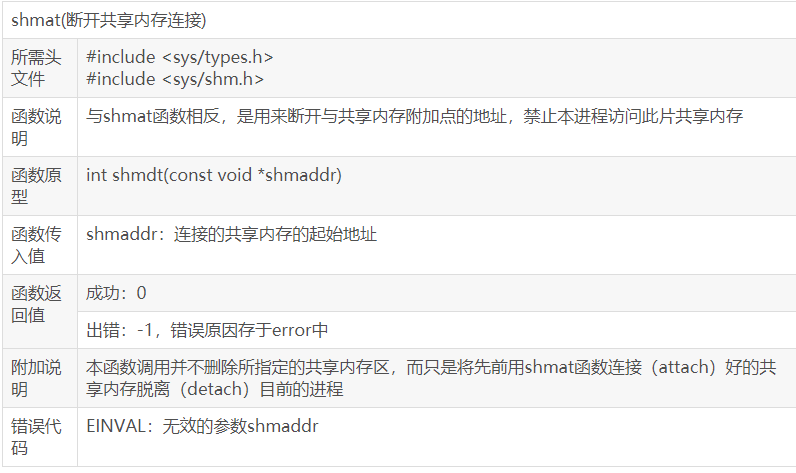 shmat(断开共享内存连接)
所需头
文件
#include <sys/types.h>
#include <sys/shm.h>
函数说
明
与shmat函数相反，是用来断开与共享内存附加点的地址，禁止本进程访问此片共享内存
函数原
型
int shmdt(const void *shmaddr)
函数传
入值
shmaddr：连接的共享内存的起始地址
函数返
回值
成功：0
出错：-1，错误原因存于error中
附加说
明
本函数调用并不删除所指定的共享内存区，而只是将先前用shmat函数连接（attach）好的共
享内存脱离（detach）目前的进程
错误代
码
EINVAL：无效的参数shmaddr